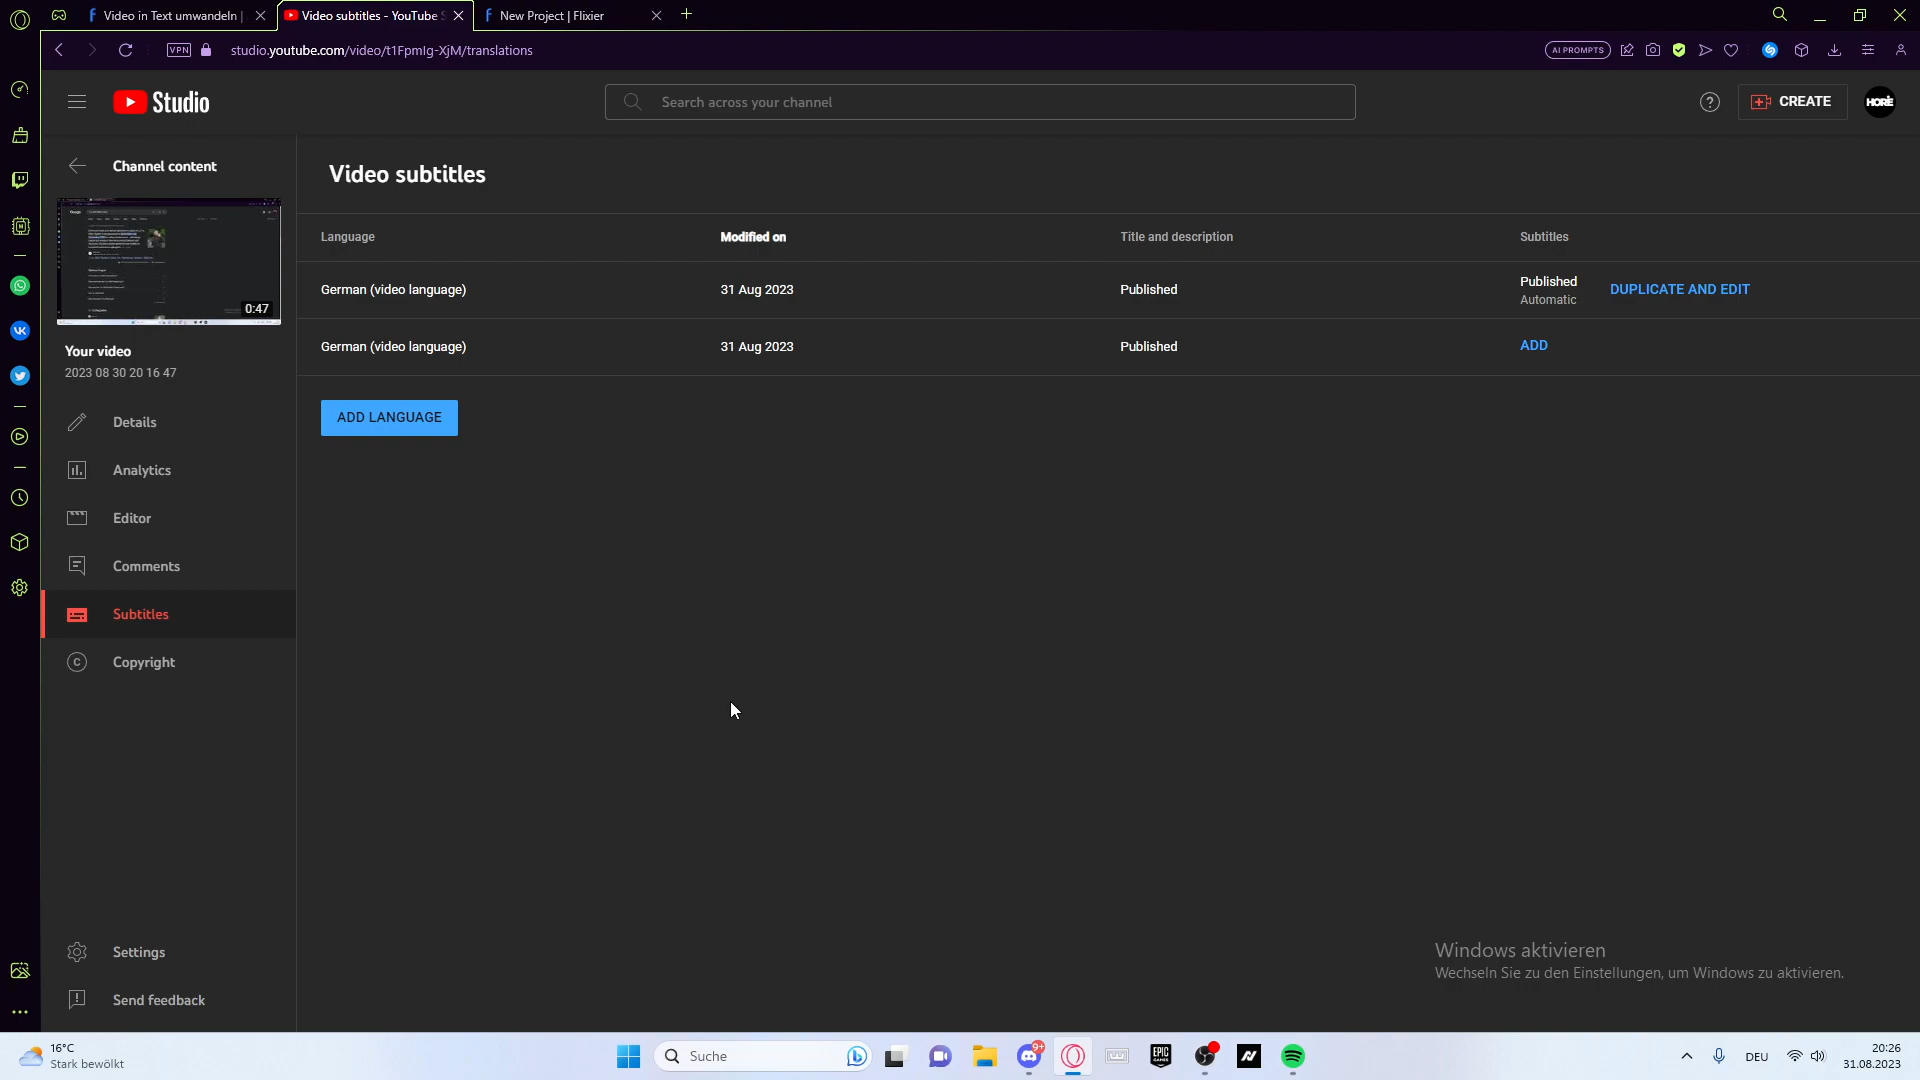 Video in Text umwandeln |
Video subtitles - YouTube S
New Project | Flixier
VPN
studio.youtube.com/video/t1FpmIg-XjM/translations
AI PROMPTS
Studio
Search across your channel
CREATE
HORE
Channel content
Video subtitles
Language
Modified on
Title and description
Subtitles
German (video language)
31 Aug 2023
Published
Published
Automatic
DUPLICATE AND EDIT
German (video language)
31 Aug 2023
Published
ADD
0:47
ADD LANGUAGE
Your video
2023 08 30 20 16 47
Details
Analytics
Editor
Comments
Subtitles
Copyright
Settings
Send feedback
Windows aktivieren
Wechseln Sie zu den Einstellungen, um Windows zu aktivieren.
16°C
Stark bewölkt
Suche
9+
EPIC
GAMES
DEU
20:26
31.08.2023